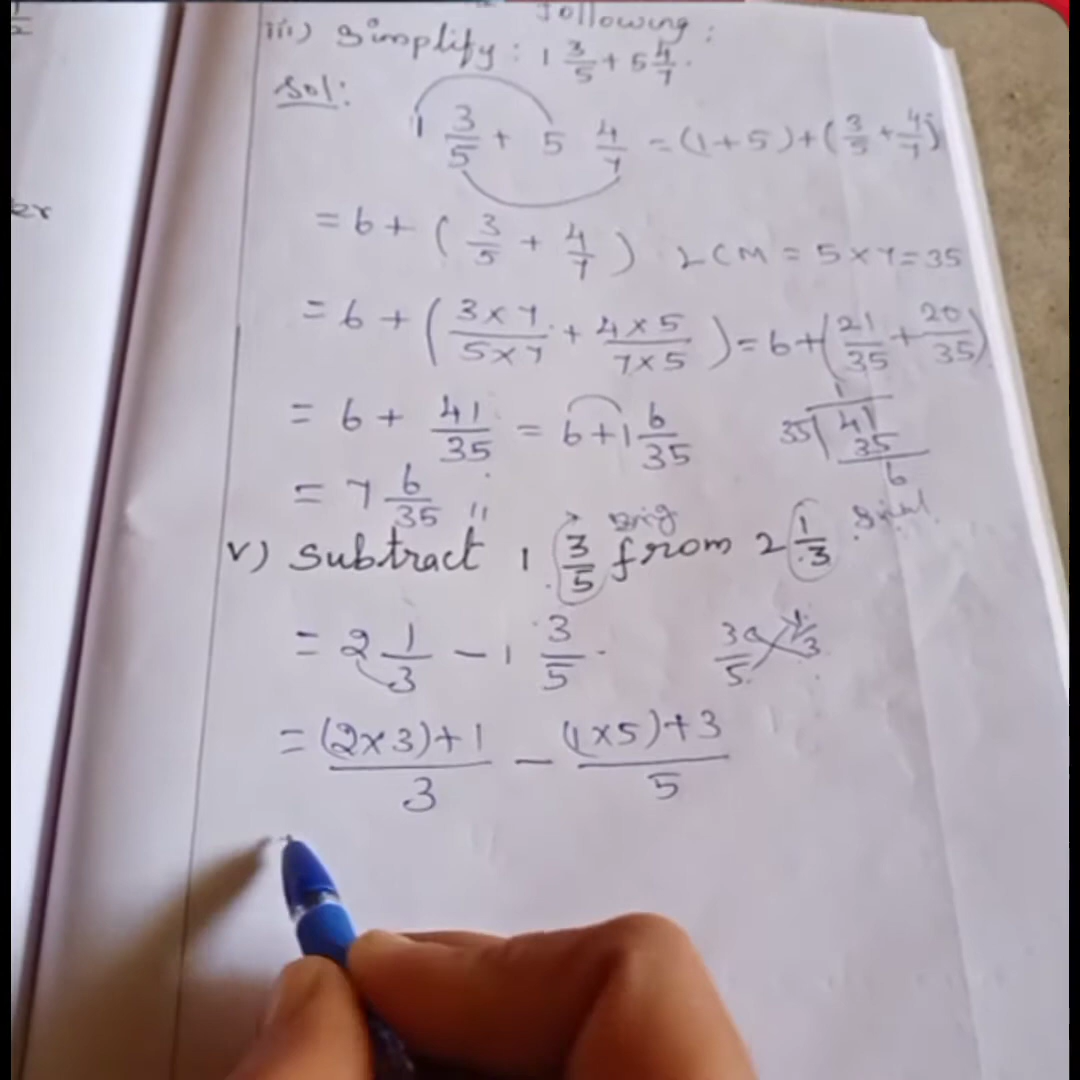 following:
iii) Simplify: 1 3/5 + 5 4/7.
Sol:
1 3/5 + 5 4/7 = (1+5)+(3/5 + 4/7)
= 6 + (3/5 + 4/7) LCM = 5 × 7 = 35
= 6 + (3×7/5×7 + 4×5/7×5) = 6+(21/35 + 20/35)
= 6 + 41/35 = 6+1 6/35
35) 41 (1
35
6
= 7 6/35 "
v) Subtract 1 3/5 from 2 1/3.
= 2 1/3 − 1 3/5.
3/5 1/3
= (2×3)+1/3 − (1×5)+3/5